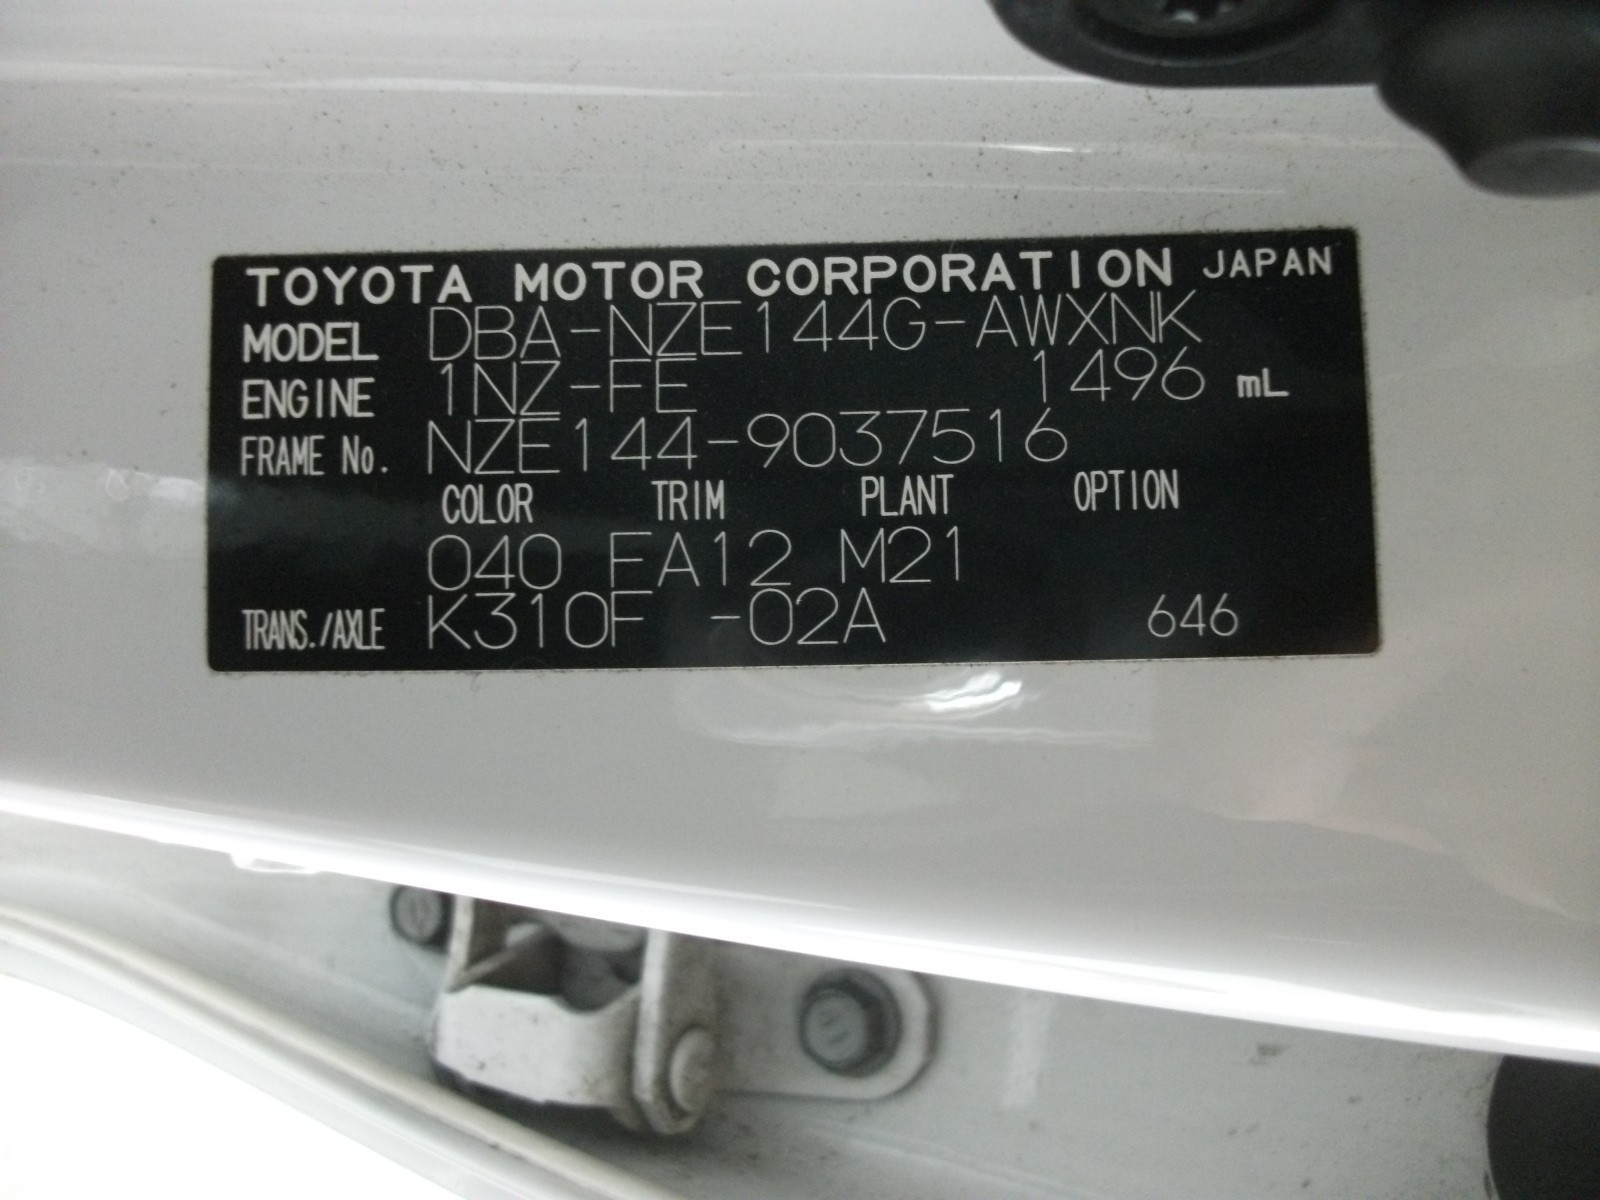 TOYOTA MOTOR CORPORATION JAPAN
MODEL DBA-NZE144G-AWXNK
ENGINE 1NZ-FE 1496 mL
FRAME No. NZE144-9037516
COLOR TRIM PLANT OPTION
040 FA12 M21
TRANS./AXLE K310F -02A 646